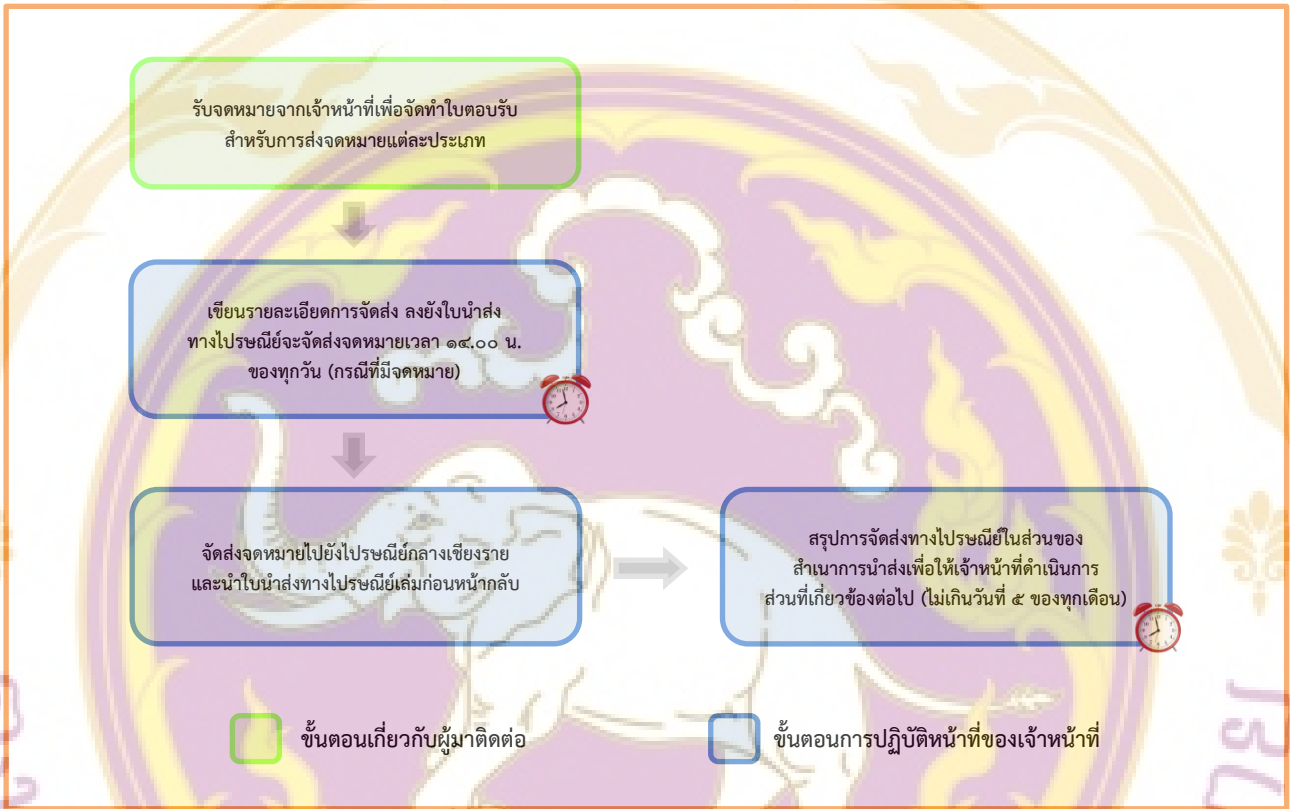 รับจดหมายจากเจ้าหน้าที่เพื่อจัดทำใบตอบรับ
สำหรับการส่งจดหมายแต่ละประเภท
เขียนรายละเอียดการจัดส่ง ลงยังใบนำส่ง
ทางไปรษณีย์จะจัดส่งจดหมายเวลา ๑๔.๐๐ น.
ของทุกวัน (กรณีที่มีจดหมาย)
จัดส่งจดหมายไปยังไปรษณีย์กลางเชียงราย
และนำใบนำส่งทางไปรษณีย์เล่มก่อนหน้ากลับ
สรุปการจัดส่งทางไปรษณีย์ในส่วนของ
สำเนาการนำส่งเพื่อให้เจ้าหน้าที่ดำเนินการ
ส่วนที่เกี่ยวข้องต่อไป (ไม่เกินวันที่ ๕ ของทุกเดือน)
ขั้นตอนเกี่ยวกับผู้มาติดต่อ
ขั้นตอนการปฏิบัติหน้าที่ของเจ้าหน้าที่